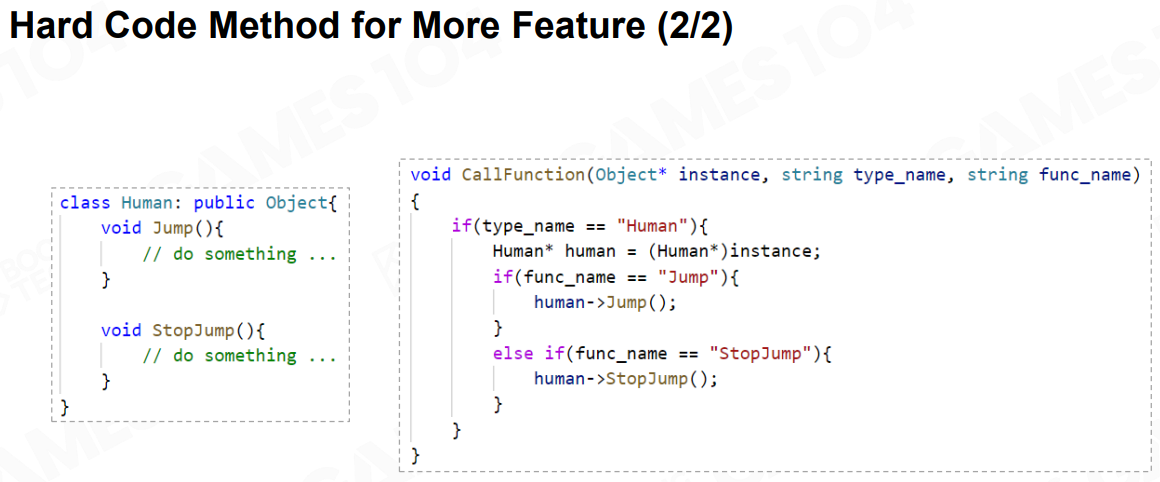 Hard Code Method for More Feature (2/2)
class Human: public Object{
void Jump(){
// do something ...
}
void StopJump(){
// do something ...
}
}
void CallFunction(Object* instance, string type_name, string func_name)
{
if(type_name == "Human"){
Human* human = (Human*)instance;
if(func_name == "Jump"){
human->Jump();
}
else if(func_name == "StopJump"){
human->StopJump();
}
}
}